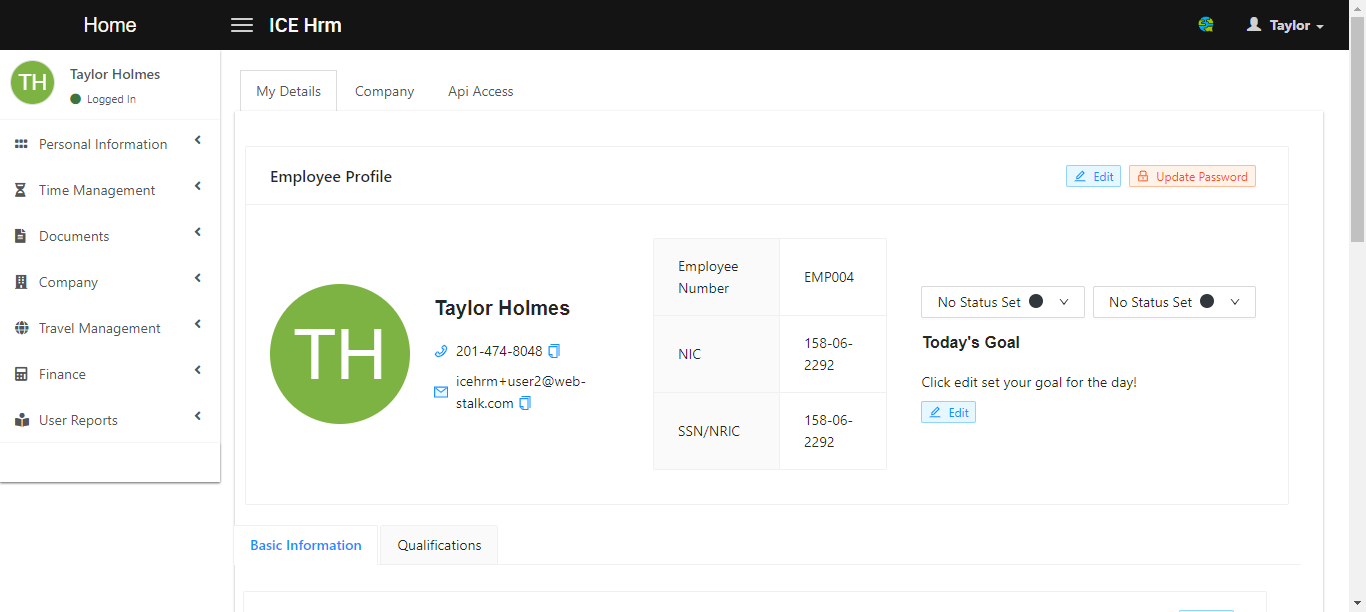 Home
ICE Hrm
Taylor
TH
Taylor Holmes
Logged In
Personal Information
Time Management
Documents
Company
Travel Management
Finance
User Reports
My Details
Company
Api Access
Employee Profile
Edit
Update Password
TH
Taylor Holmes
201-474-8048
icehrm+user2@web-
stalk.com
Employee
Number
EMP004
NIC
158-06-
2292
SSN/NRIC
158-06-
2292
No Status Set
No Status Set
Today's Goal
Click edit set your goal for the day!
Edit
Basic Information
Qualifications